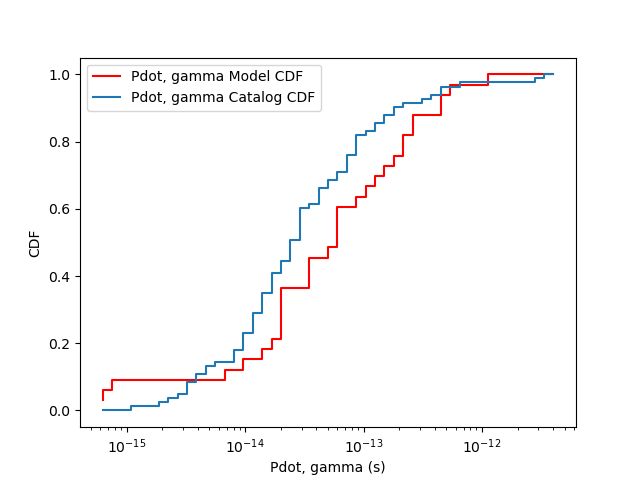 Pdot, gamma Model CDF
Pdot, gamma Catalog CDF
1.0
0.8
0.6
0.4
0.2
0.0
CDF
10⁻¹⁵
10⁻¹⁴
10⁻¹³
10⁻¹²
Pdot, gamma (s)